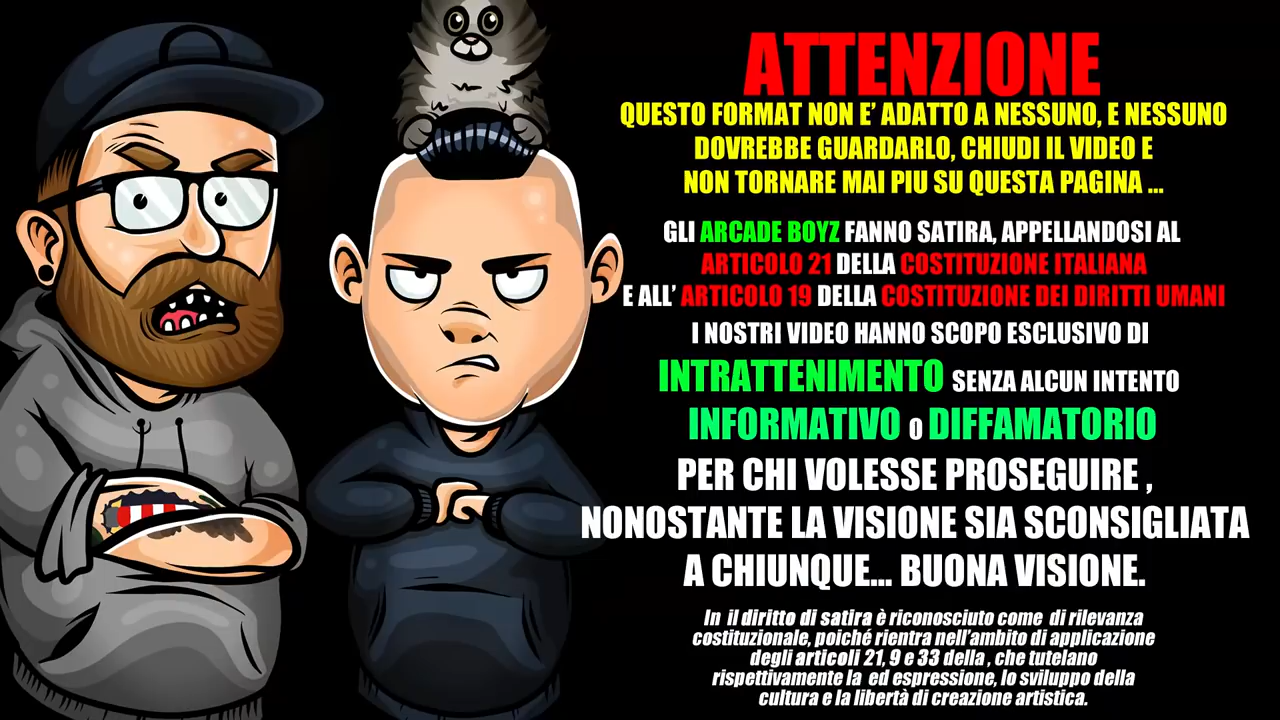 ATTENZIONE
QUESTO FORMAT NON E' ADATTO A NESSUNO, E NESSUNO
DOVREBBE GUARDARLO, CHIUDI IL VIDEO E
NON TORNARE MAI PIU SU QUESTA PAGINA ...
GLI ARCADE BOYZ FANNO SATIRA, APPELLANDOSI AL
ARTICOLO 21 DELLA COSTITUZIONE ITALIANA
E ALL' ARTICOLO 19 DELLA COSTITUZIONE DEI DIRITTI UMANI
I NOSTRI VIDEO HANNO SCOPO ESCLUSIVO DI
INTRATTENIMENTO SENZA ALCUN INTENTO
INFORMATIVO O DIFFAMATORIO
PER CHI VOLESSE PROSEGUIRE ,
NONOSTANTE LA VISIONE SIA SCONSIGLIATA
A CHIUNQUE... BUONA VISIONE.
In il diritto di satira è riconosciuto come di rilevanza
costituzionale, poiché rientra nell'ambito di applicazione
degli articoli 21, 9 e 33 della , che tutelano
rispettivamente la ed espressione, lo sviluppo della
cultura e la libertà di creazione artistica.